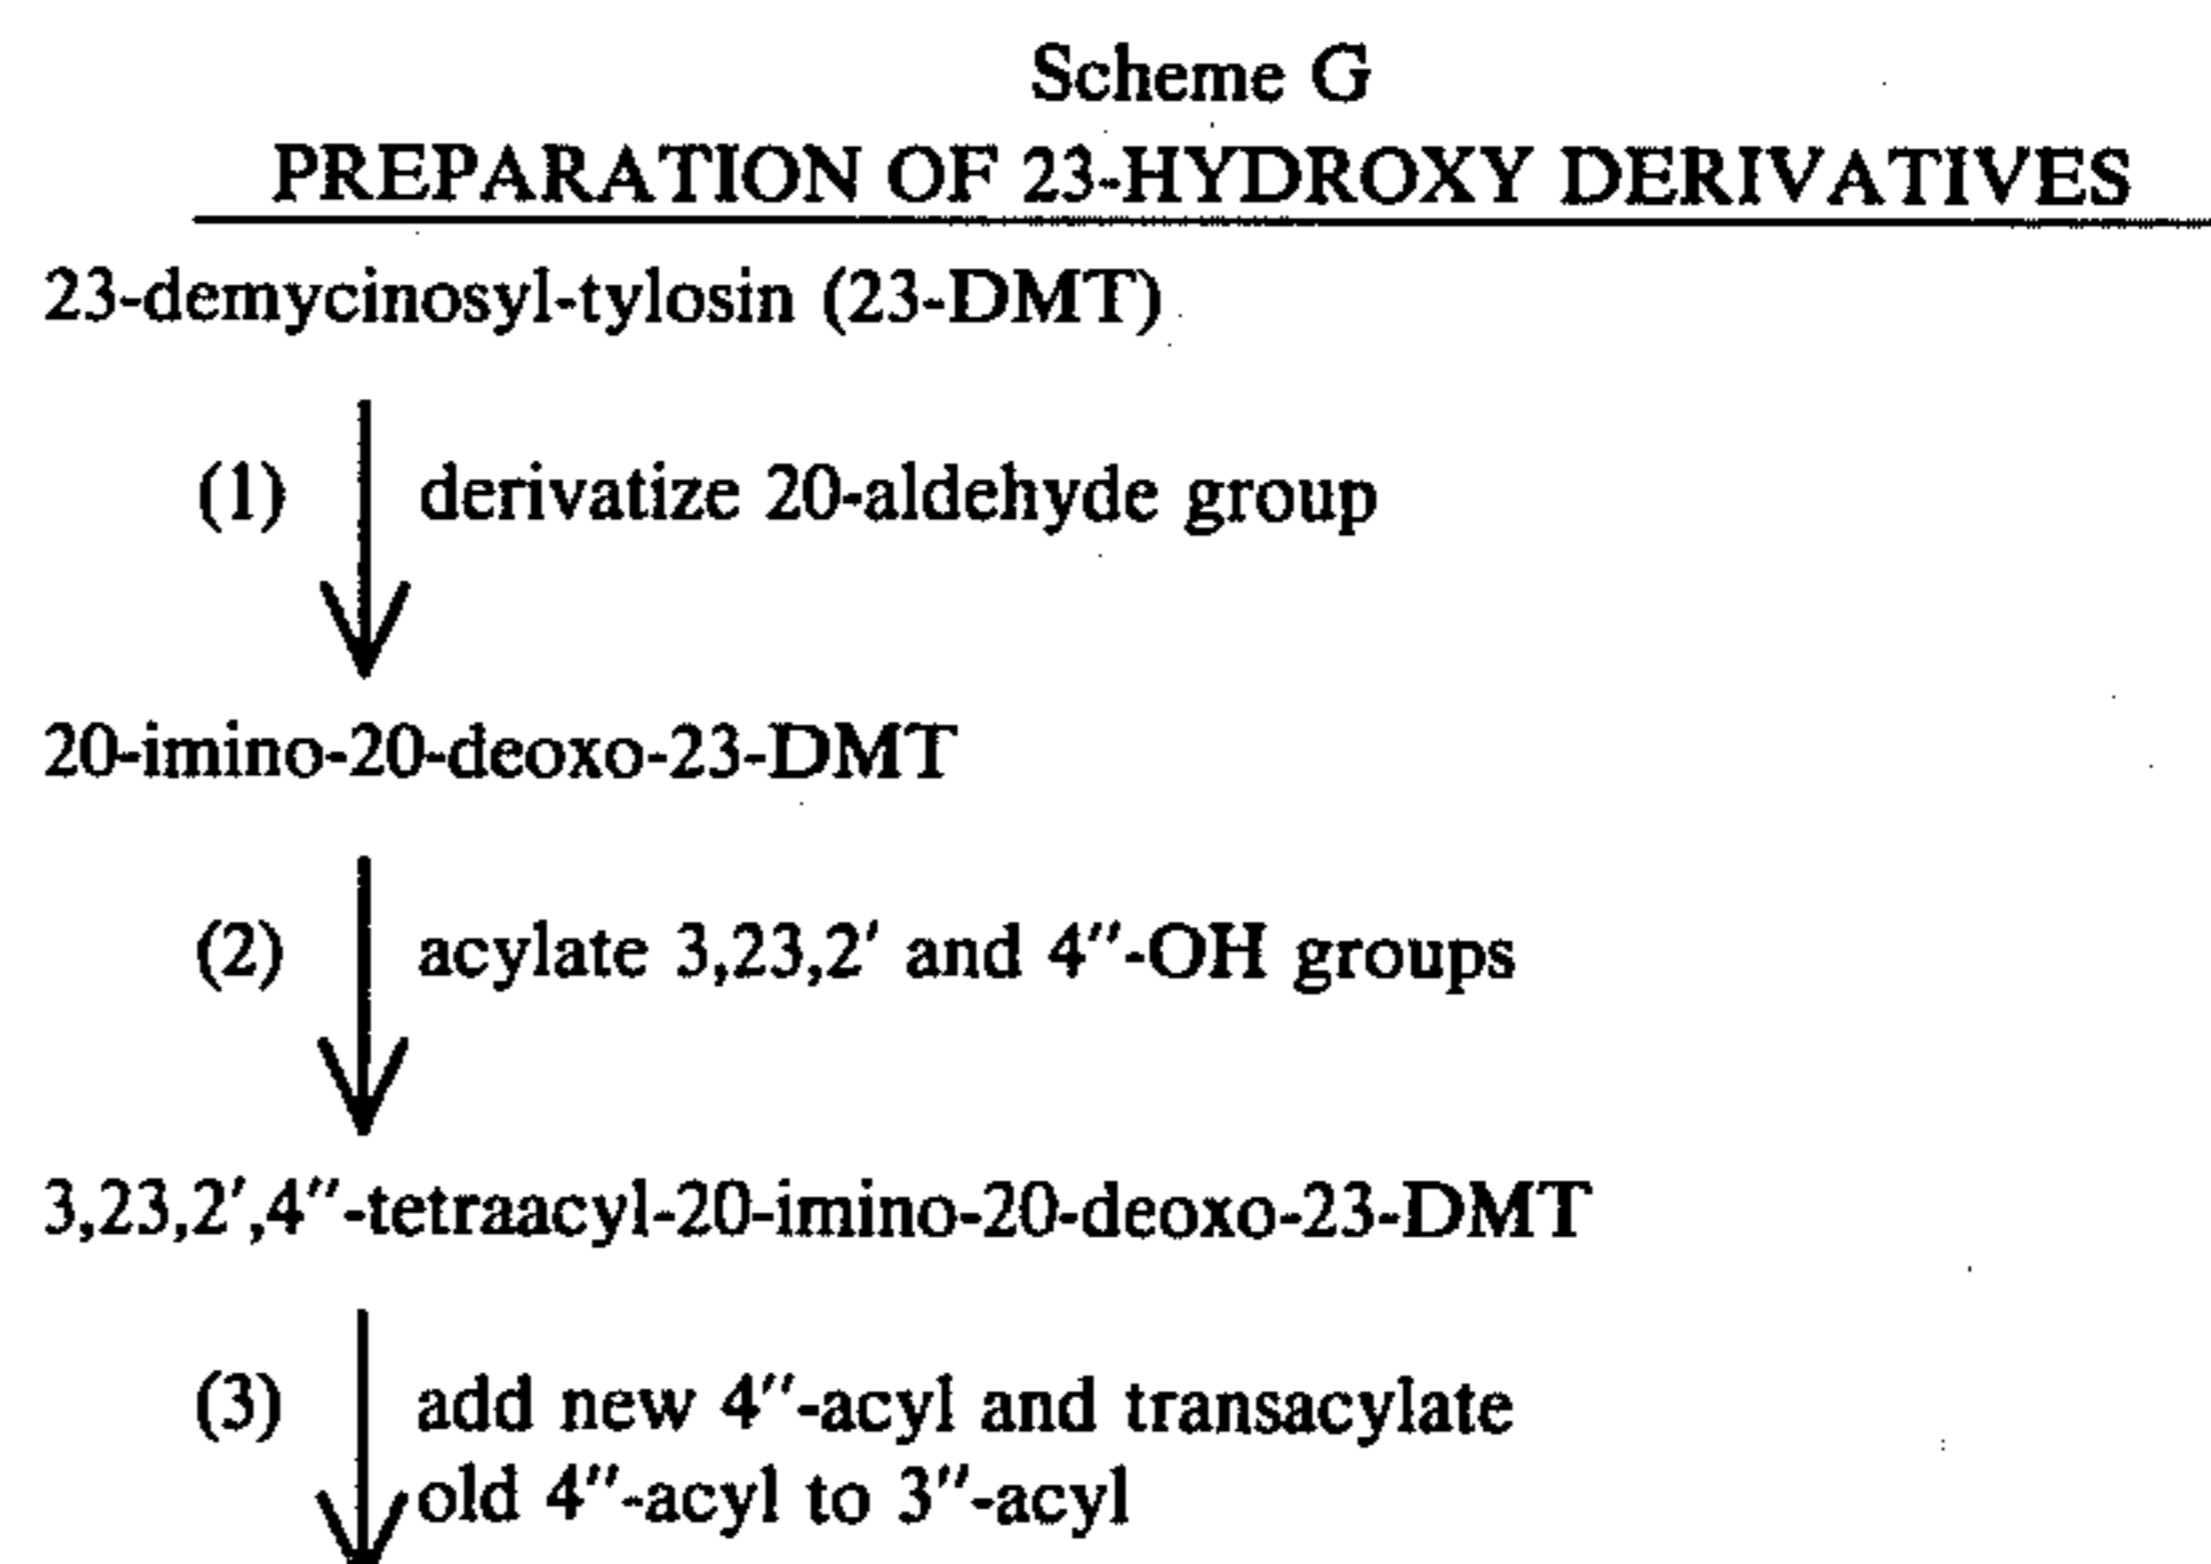 Scheme G
PREPARATION OF 23-HYDROXY DERIVATIVES
23-demycinosyl-tylosin (23-DMT)
(1) derivatize 20-aldehyde group
20-imino-20-deoxo-23-DMT
(2) acylate 3,23,2′ and 4″-OH groups
3,23,2′,4″-tetraacyl-20-imino-20-deoxo-23-DMT
(3) add new 4″-acyl and transacylate
old 4″-acyl to 3″-acyl